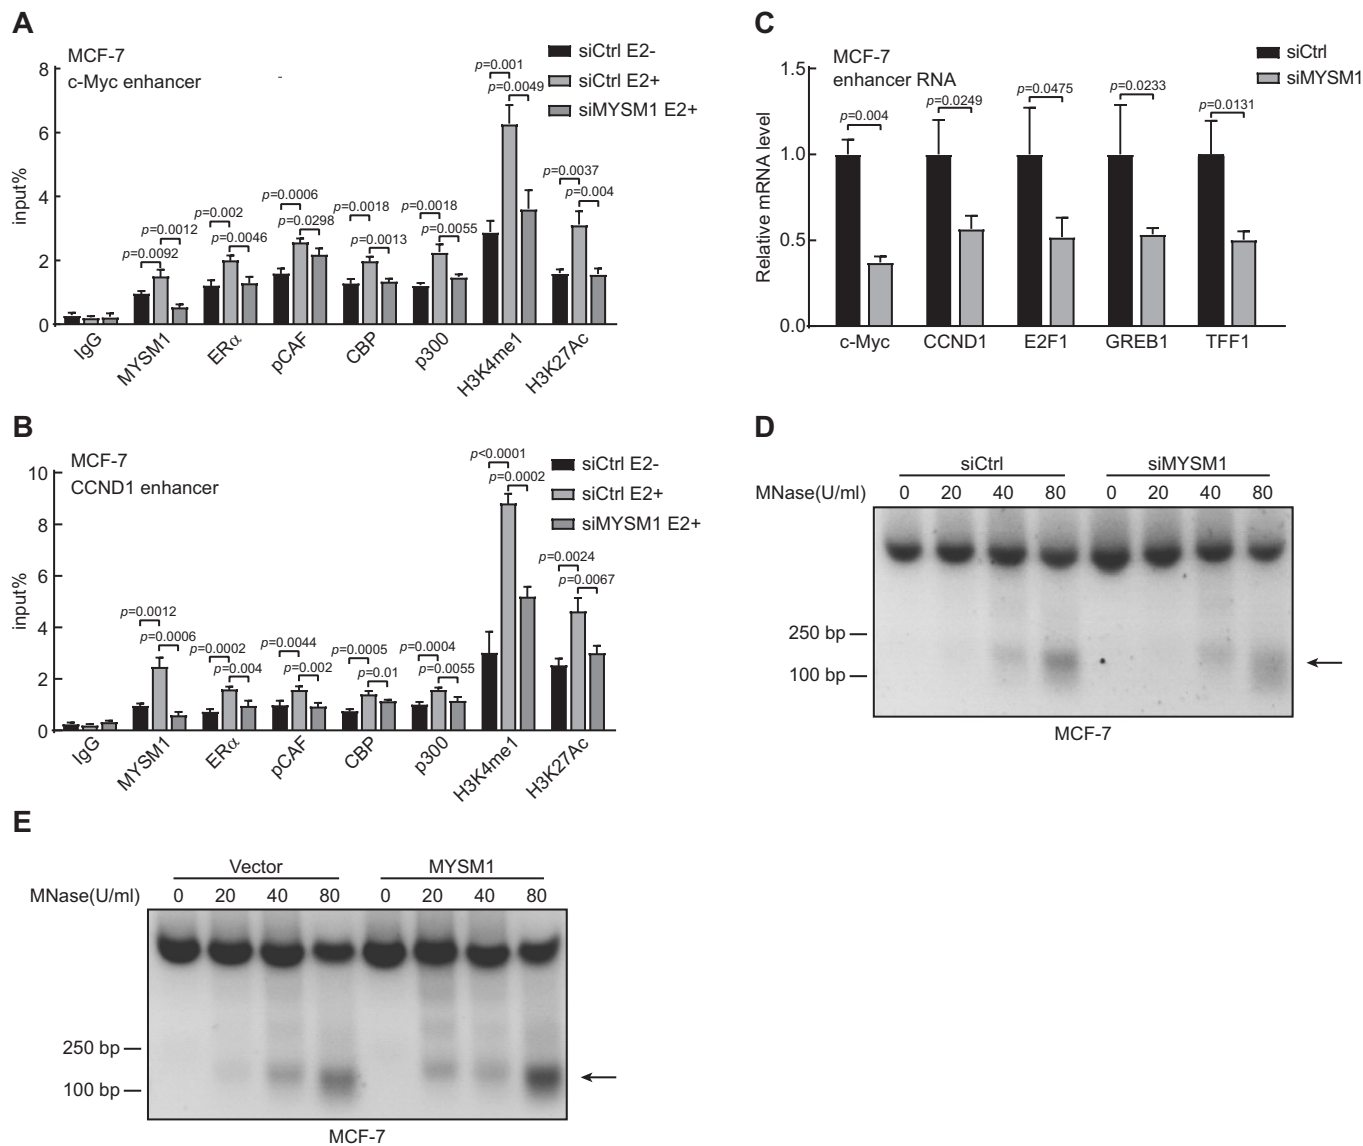 A
MCF-7
c-Myc enhancer
siCtrl E2-
siCtrl E2+
siMYSM1 E2+
input%
8
6
4
2
0
p=0.0092
p=0.0012
p=0.002
p=0.0046
p=0.0006
p=0.0298
p=0.0018
p=0.0013
p=0.0018
p=0.0055
p=0.001
p=0.0049
p=0.0037
p=0.004
IgG
MYSM1
ERα
pCAF
CBP
p300
H3K4me1
H3K27Ac
B
MCF-7
CCND1 enhancer
siCtrl E2-
siCtrl E2+
siMYSM1 E2+
input%
10
8
6
4
2
0
p=0.0012
p=0.0006
p=0.0002
p=0.004
p=0.0044
p=0.002
p=0.0005
p=0.01
p=0.0004
p=0.0055
p<0.0001
p=0.0002
p=0.0024
p=0.0067
IgG
MYSM1
ERα
pCAF
CBP
p300
H3K4me1
H3K27Ac
C
MCF-7
enhancer RNA
siCtrl
siMYSM1
Relative mRNA level
1.5
1.0
0.5
0.0
p=0.004
p=0.0249
p=0.0475
p=0.0233
p=0.0131
c-Myc
CCND1
E2F1
GREB1
TFF1
D
siCtrl siMYSM1
MNase(U/ml) 0 20 40 80 0 20 40 80
250 bp
100 bp
MCF-7
E
Vector MYSM1
MNase(U/ml) 0 20 40 80 0 20 40 80
250 bp
100 bp
MCF-7